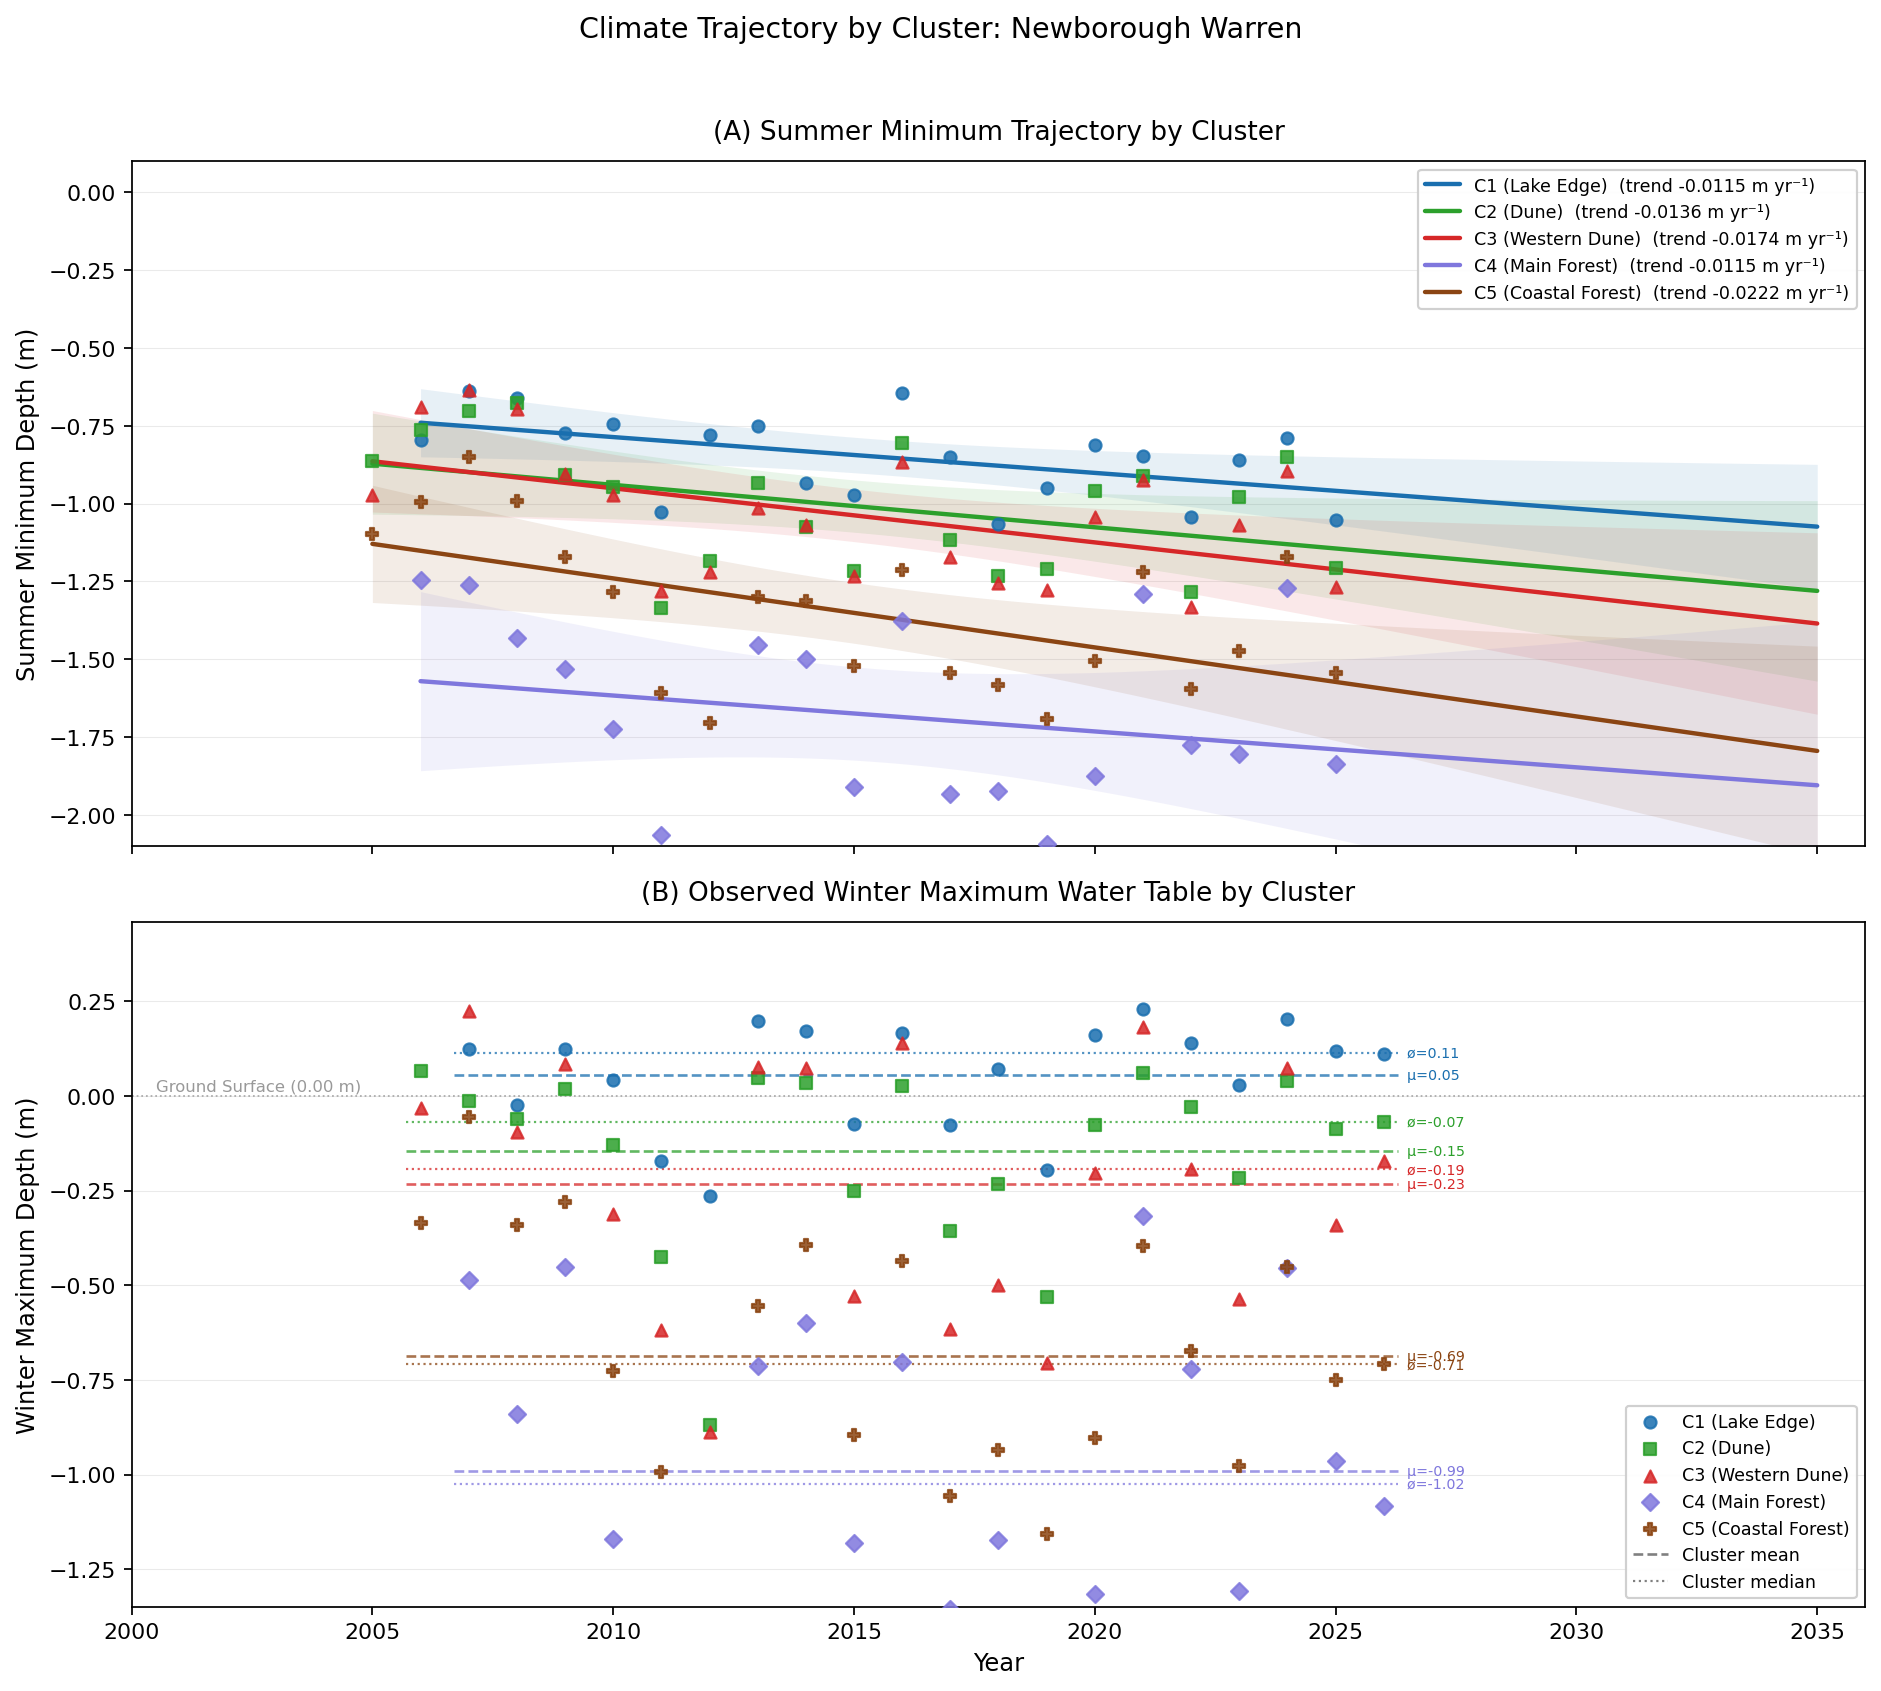 Climate Trajectory by Cluster: Newborough Warren
(A) Summer Minimum Trajectory by Cluster
Summer Minimum Depth (m)
0.00
−0.25
−0.50
−0.75
−1.00
−1.25
−1.50
−1.75
−2.00
C1 (Lake Edge)  (trend -0.0115 m yr⁻¹)
C2 (Dune)  (trend -0.0136 m yr⁻¹)
C3 (Western Dune)  (trend -0.0174 m yr⁻¹)
C4 (Main Forest)  (trend -0.0115 m yr⁻¹)
C5 (Coastal Forest)  (trend -0.0222 m yr⁻¹)
(B) Observed Winter Maximum Water Table by Cluster
Winter Maximum Depth (m)
0.25
0.00
−0.25
−0.50
−0.75
−1.00
−1.25
Ground Surface (0.00 m)
ø=0.11
μ=0.05
ø=-0.07
μ=-0.15
ø=-0.19
μ=-0.23
μ=-0.69
ø=-0.71
μ=-0.99
ø=-1.02
C1 (Lake Edge)
C2 (Dune)
C3 (Western Dune)
C4 (Main Forest)
C5 (Coastal Forest)
Cluster mean
Cluster median
2000
2005
2010
2015
2020
2025
2030
2035
Year